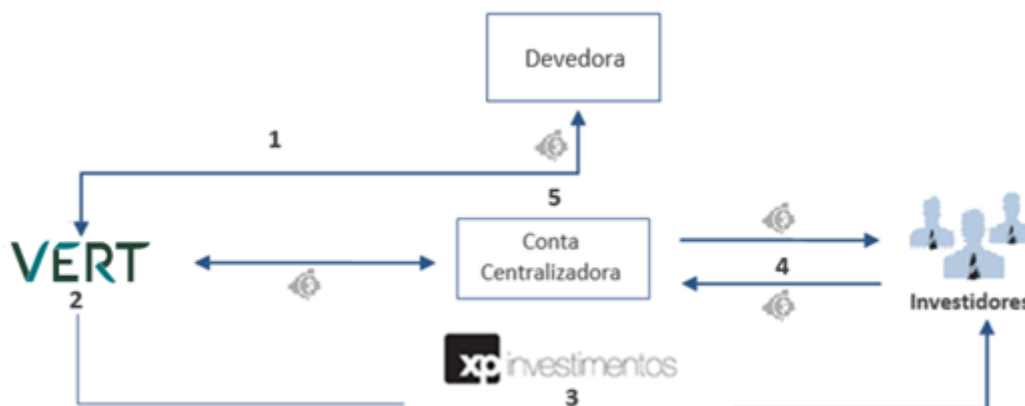 Devedora
1
5
VERT
2
Conta
Centralizadora
4
Investidores
xp investimentos
3